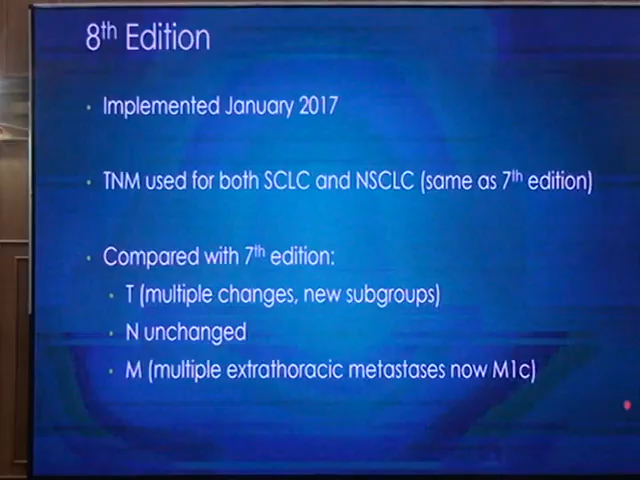 8th Edition
• Implemented January 2017
• TNM used for both SCLC and NSCLC (same as 7th edition)
• Compared with 7th edition:
• T (multiple changes, new subgroups)
• N unchanged
• M (multiple extrathoracic metastases now M1c)